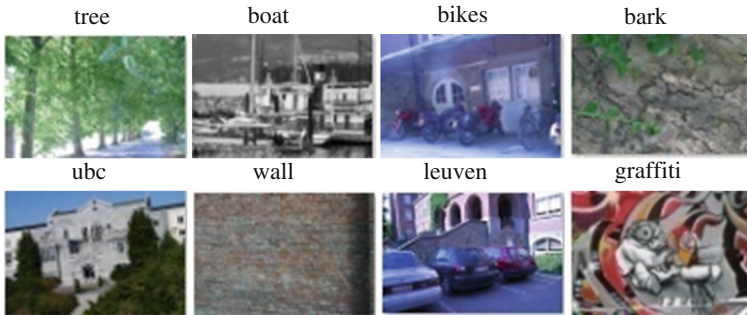 tree
boat
bikes
bark
ubc
wall
leuven
graffiti